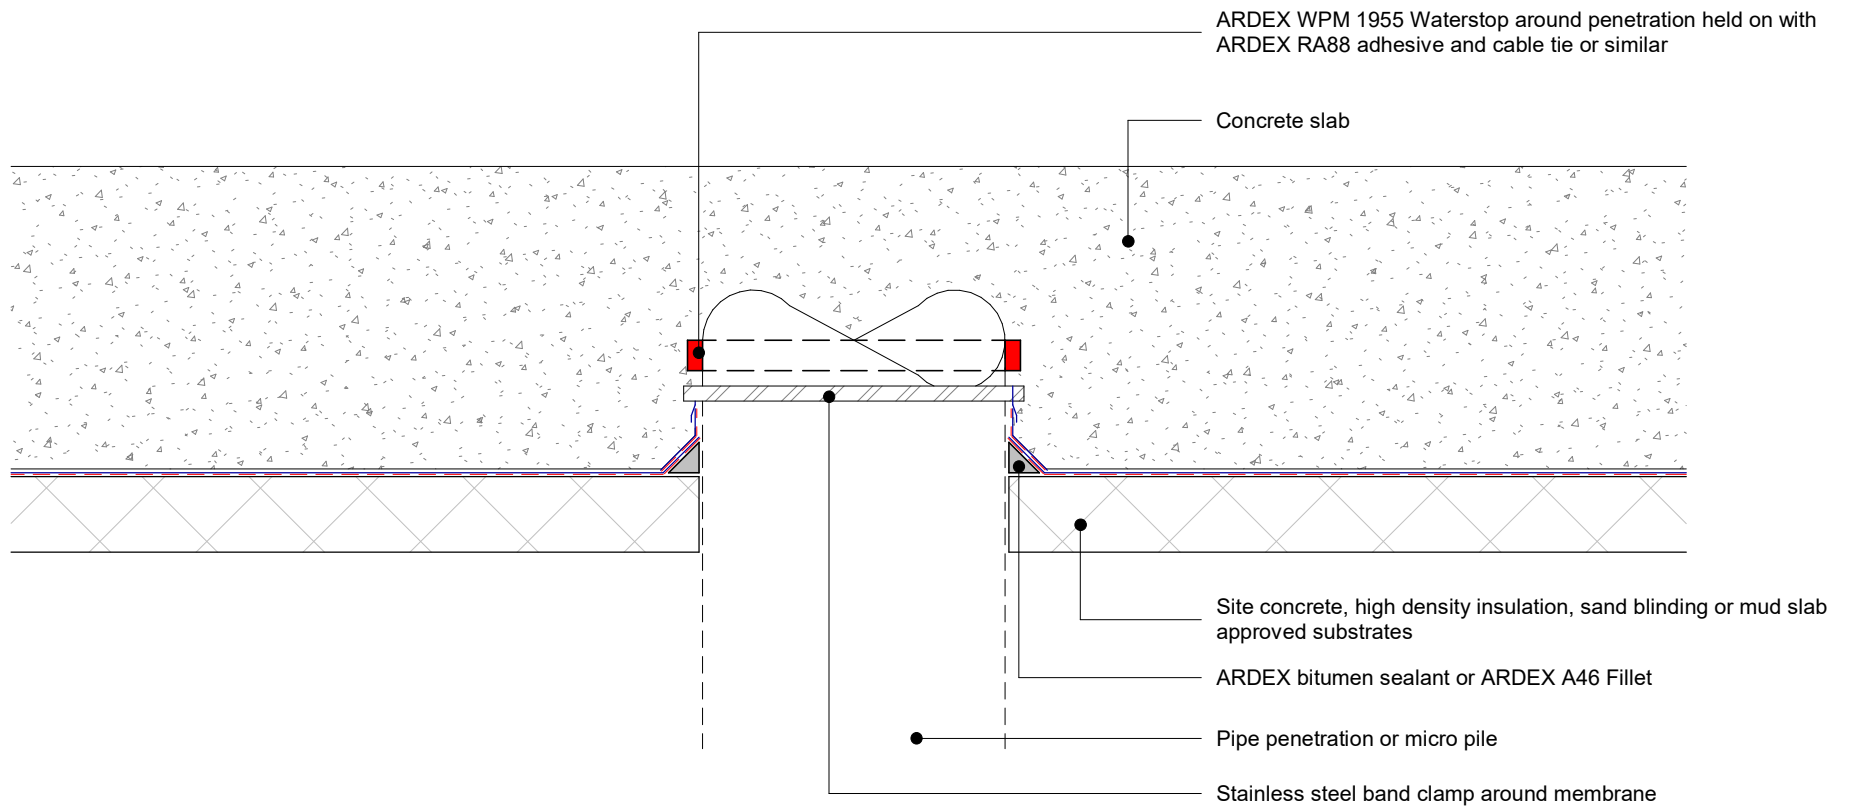 ARDEX WPM 1955 Waterstop around penetration held on with
ARDEX RA88 adhesive and cable tie or similar
Concrete slab
Site concrete, high density insulation, sand blinding or mud slab
approved substrates
ARDEX bitumen sealant or ARDEX A46 Fillet
Pipe penetration or micro pile
Stainless steel band clamp around membrane